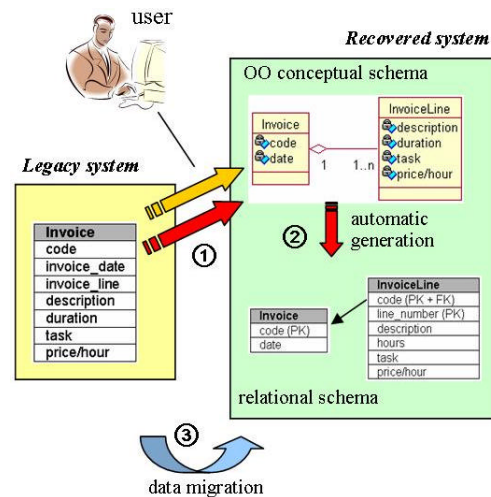 user
Recovered system
OO conceptual schema
Invoice
code
date
1
1..n
InvoiceLine
description
duration
task
price/hour
Legacy system
Invoice
code
invoice_date
invoice_line
description
duration
task
price/hour
1
2
automatic
generation
Invoice
code (PK)
date
InvoiceLine
code (PK + FK)
line_number (PK)
description
hours
task
price/hour
relational schema
3
data migration